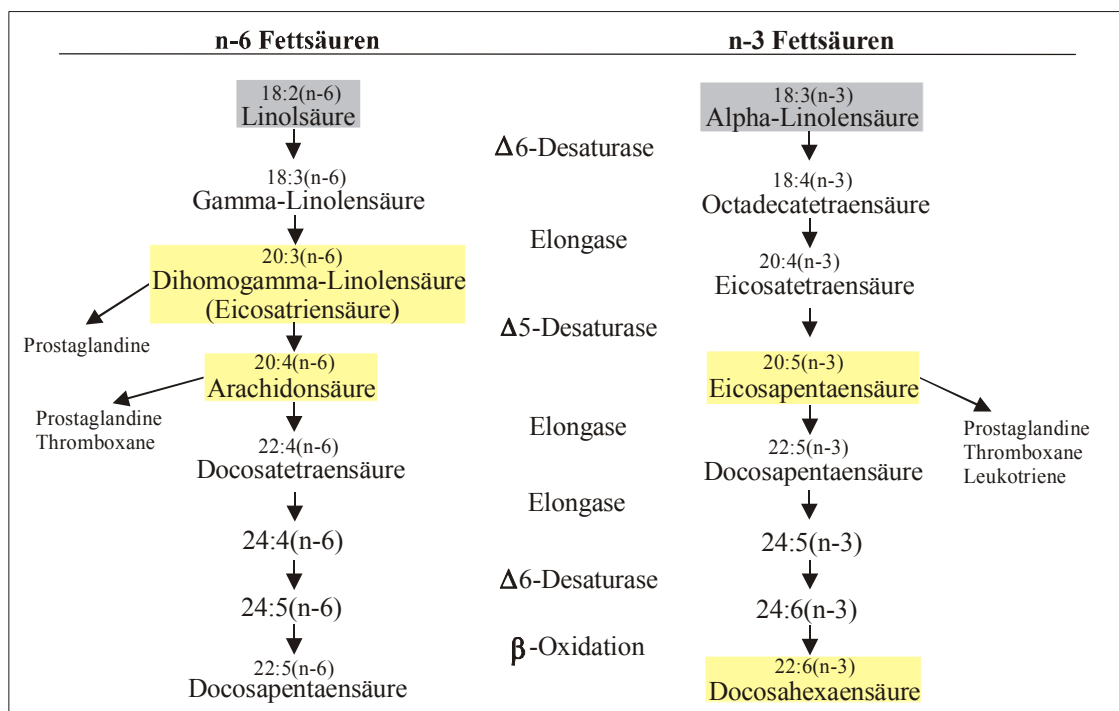 n-6 Fettsäuren
n-3 Fettsäuren
18:2(n-6)
Linolsäure
18:3(n-3)
Alpha-Linolensäure
Δ6-Desaturase
18:3(n-6)
Gamma-Linolensäure
18:4(n-3)
Octadecatetraensäure
Elongase
20:3(n-6)
Dihomogamma-Linolensäure
(Eicosatriensäure)
20:4(n-3)
Eicosatetraensäure
Prostaglandine
Δ5-Desaturase
20:4(n-6)
Arachidonsäure
20:5(n-3)
Eicosapentaensäure
Prostaglandine
Thromboxane
Elongase
Prostaglandine
Thromboxane
Leukotriene
22:4(n-6)
Docosatetraensäure
22:5(n-3)
Docosapentaensäure
Elongase
24:4(n-6)
24:5(n-3)
Δ6-Desaturase
24:5(n-6)
24:6(n-3)
β-Oxidation
22:5(n-6)
Docosapentaensäure
22:6(n-3)
Docosahexaensäure